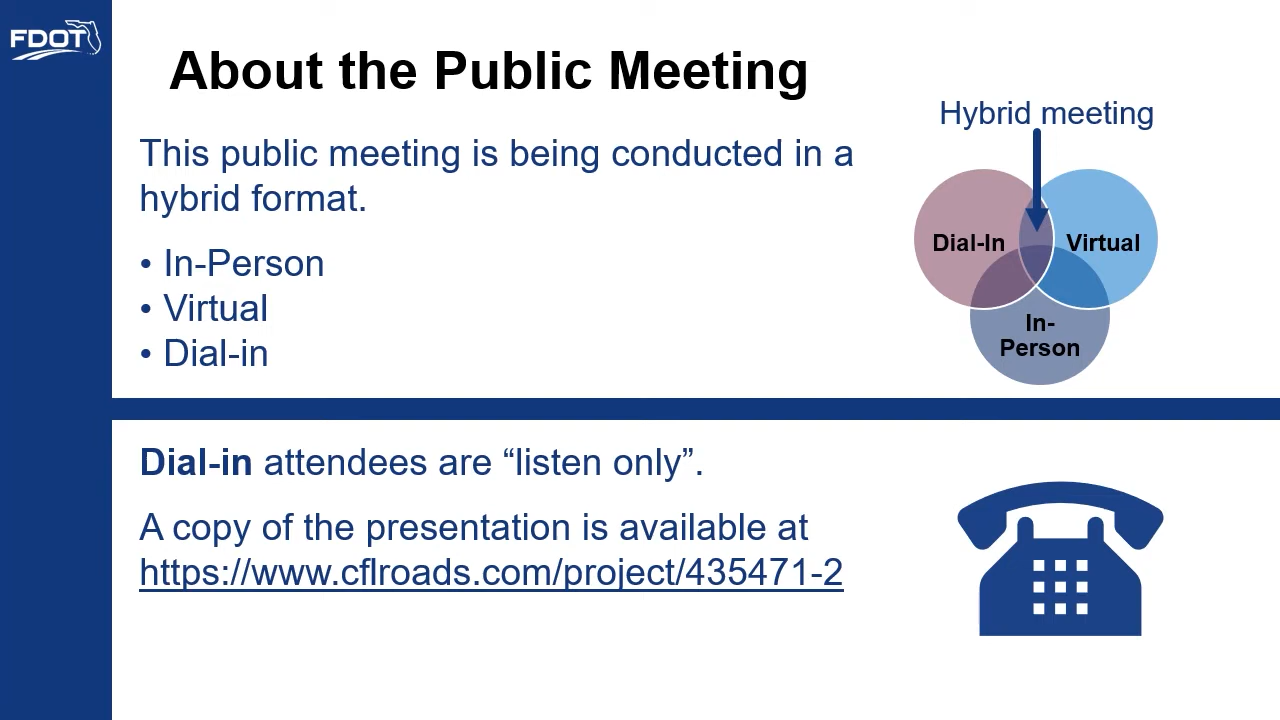 FDOT
About the Public Meeting
This public meeting is being conducted in a
hybrid format.
• In-Person
• Virtual
• Dial-in
Hybrid meeting
Dial-In
Virtual
In-
Person
Dial-in attendees are “listen only”.
A copy of the presentation is available at
https://www.cflroads.com/project/435471-2